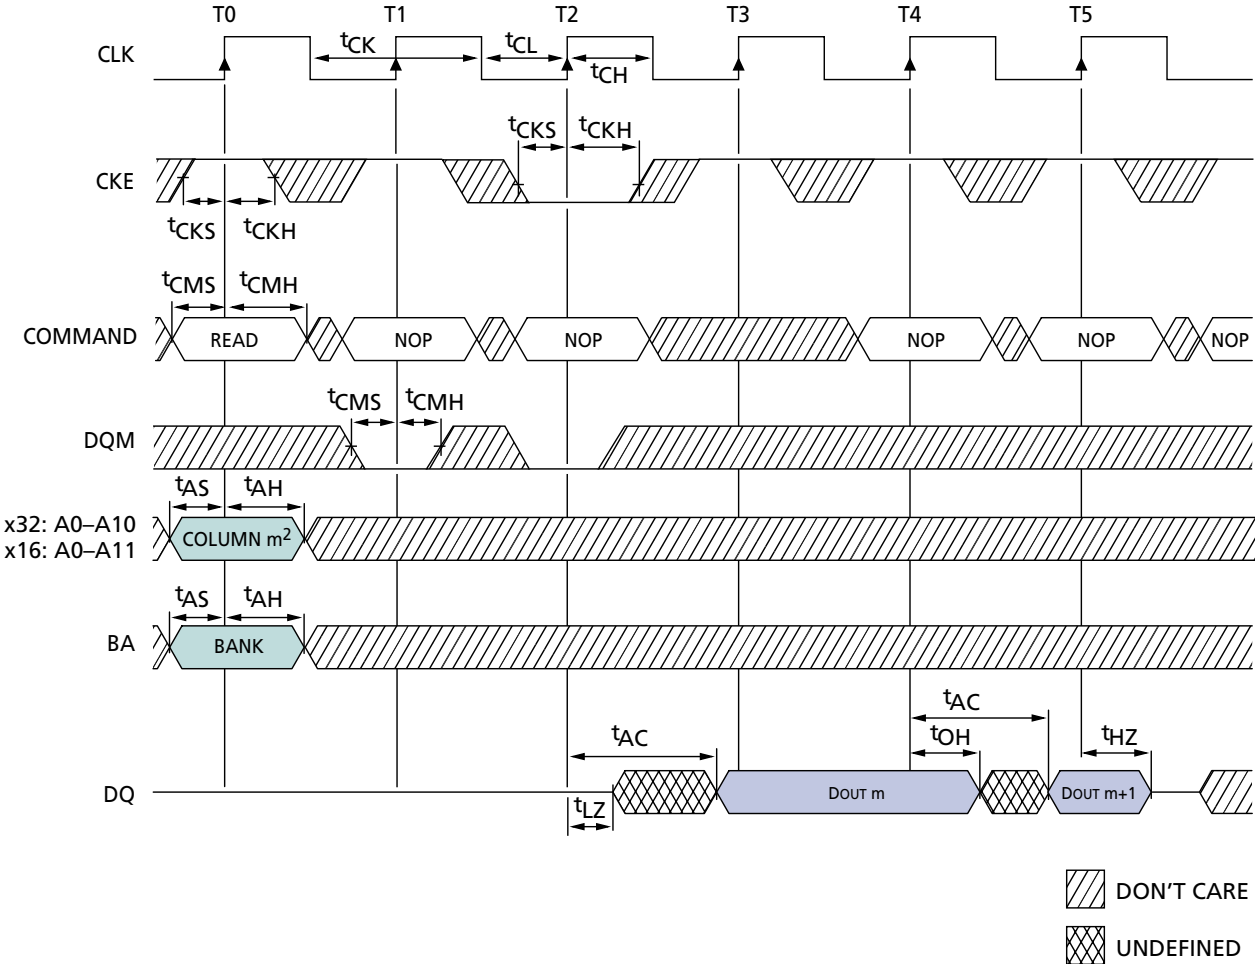 T0 T1 T2 T3 T4 T5
CLK
tCK tCL
tCH
tCKS tCKH
CKE
tCKS tCKH
tCMS tCMH
COMMAND READ NOP NOP NOP NOP NOP
tCMS tCMH
DQM
tAS tAH
x32: A0–A10
x16: A0–A11
COLUMN m2
tAS tAH
BA BANK
tAC
tAC tOH tHZ
DQ DOUT m DOUT m+1
tLZ
DON'T CARE
UNDEFINED